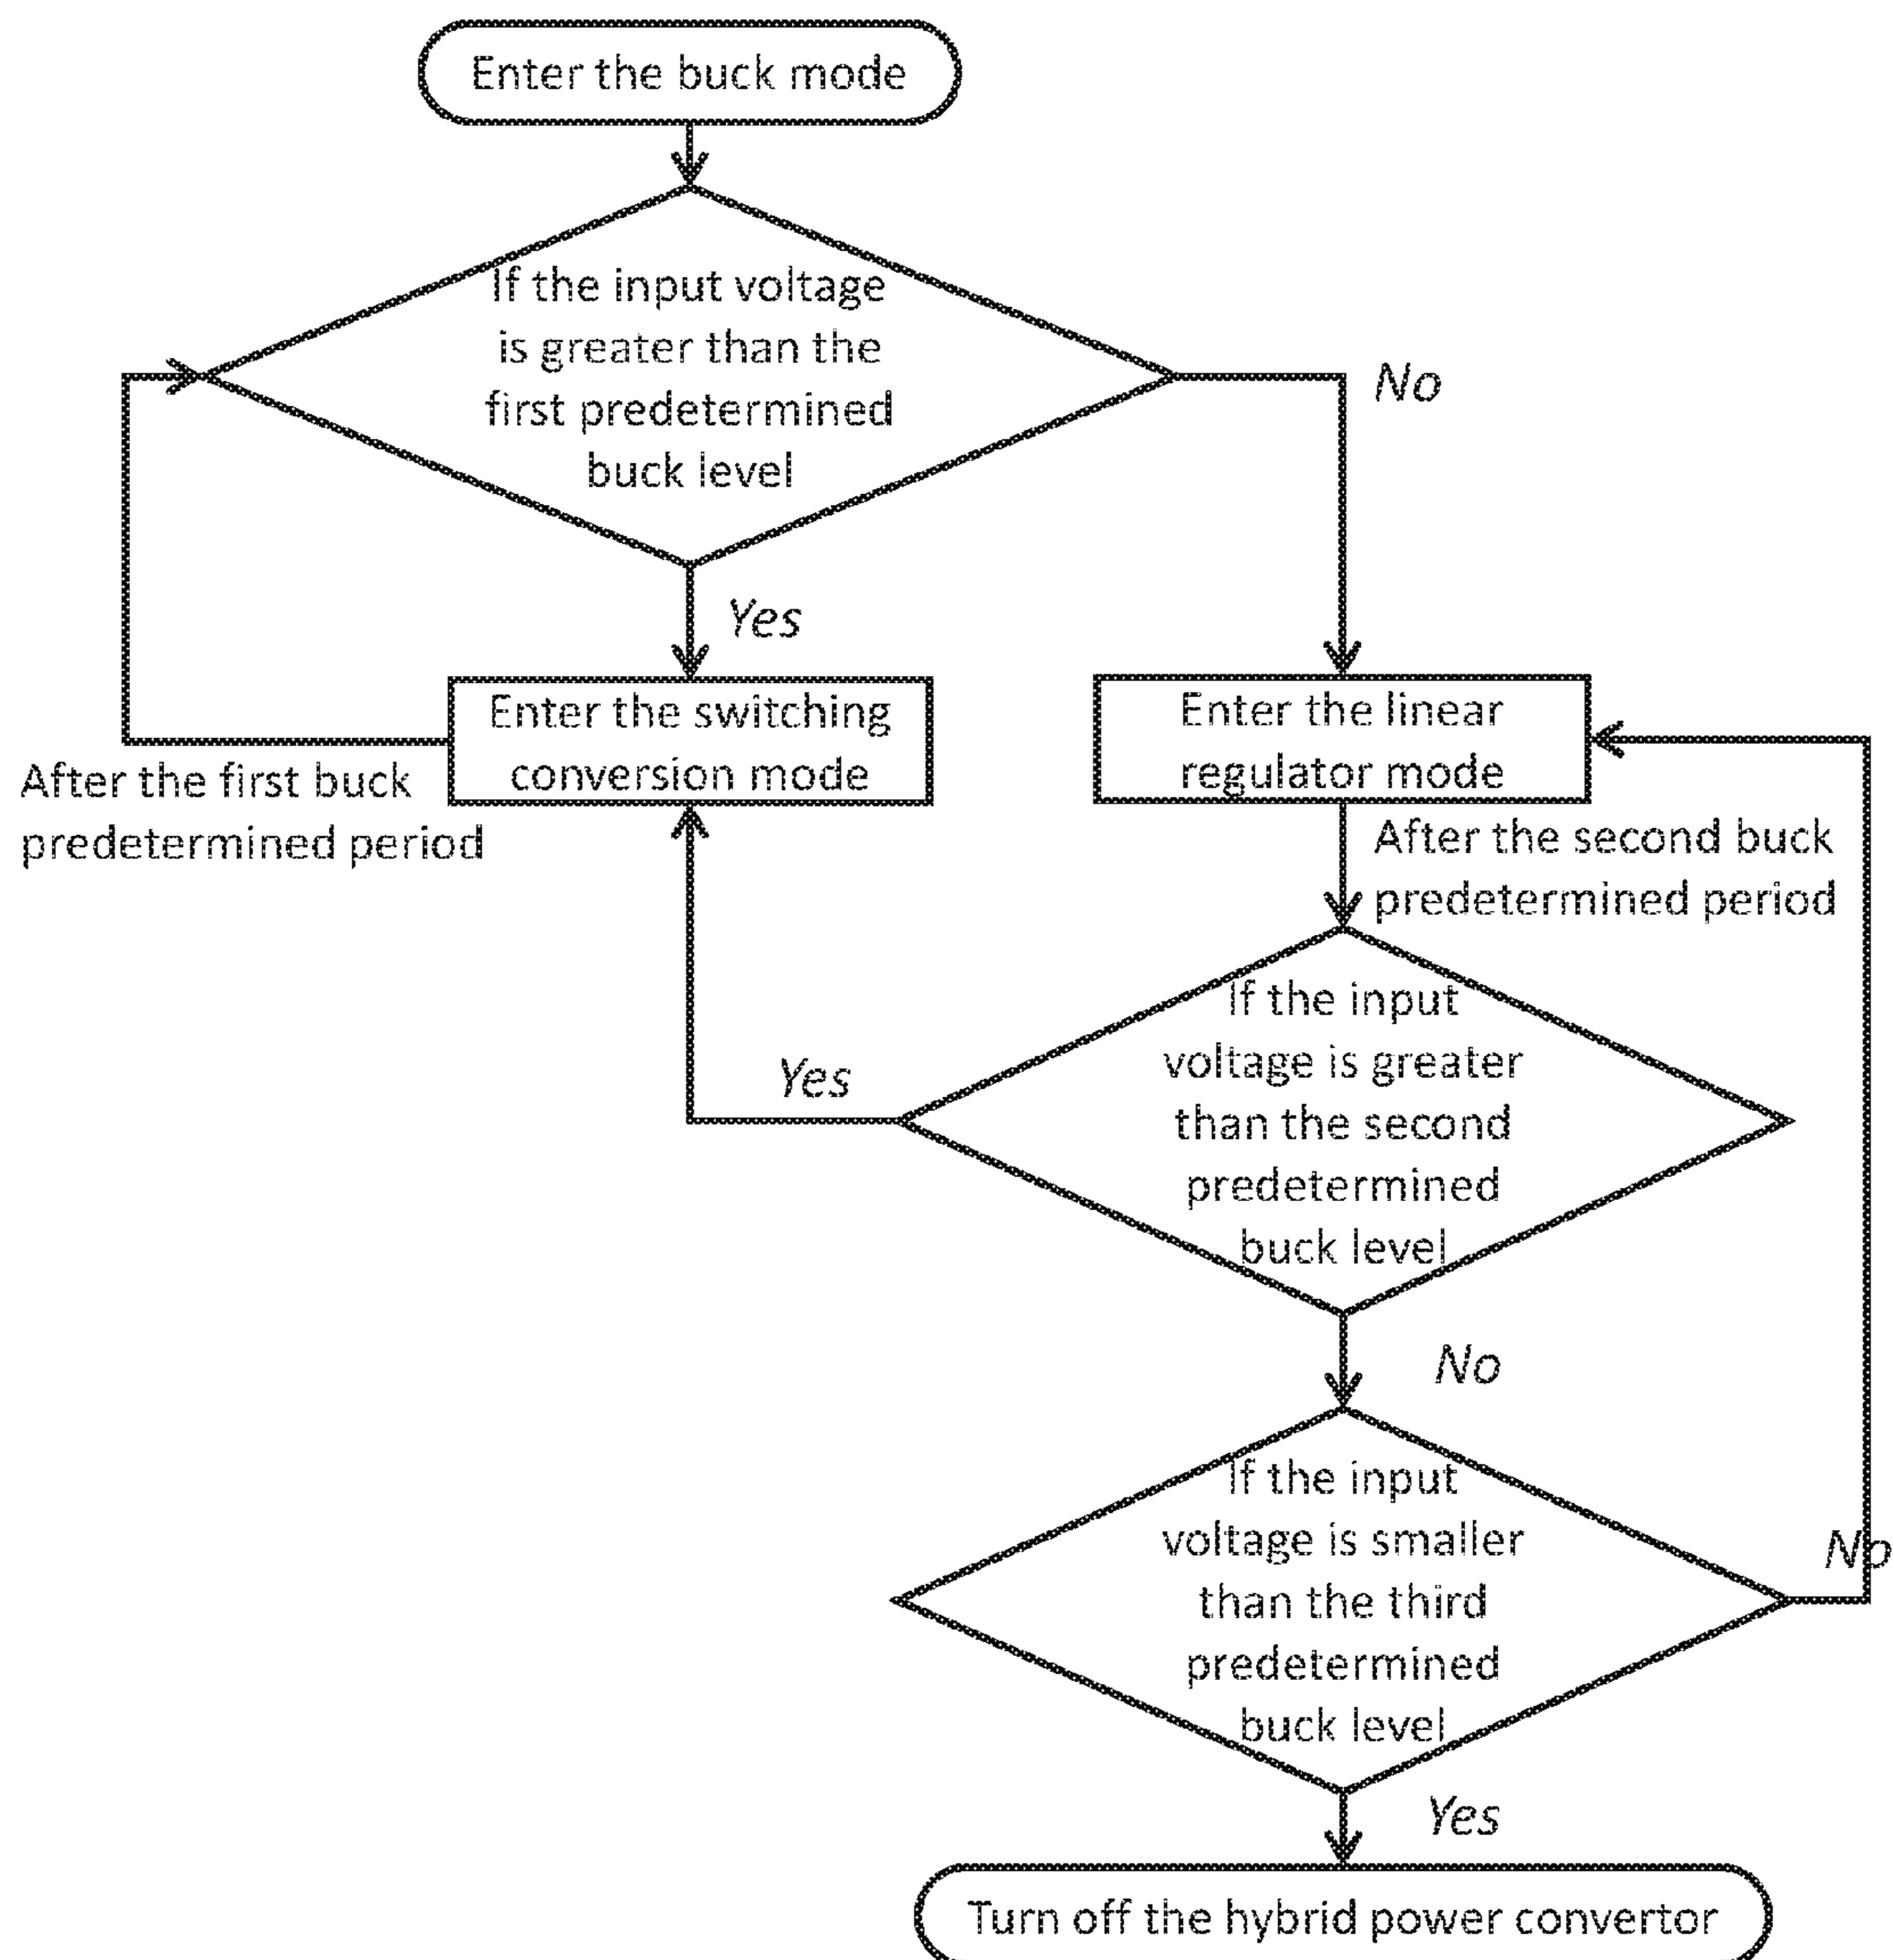 Enter the buck mode
If the input voltage
is greater than the
first predetermined
buck level
No
Yes
Enter the switching
conversion mode
Enter the linear
regulator mode
After the first buck
predetermined period
After the second buck
predetermined period
If the input
voltage is greater
than the second
predetermined
buck level
Yes
No
If the input
voltage is smaller
than the third
predetermined
buck level
No
Yes
Turn off the hybrid power convertor